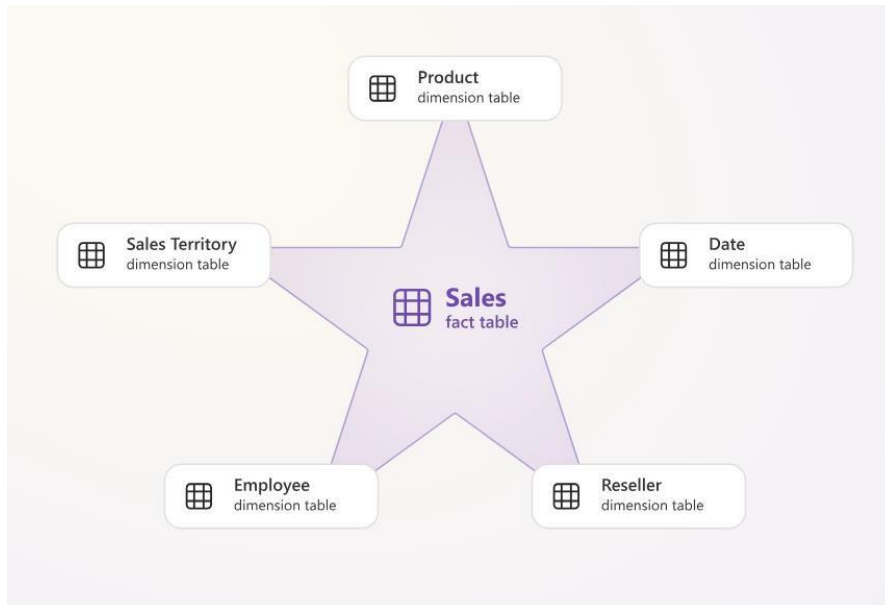 Product
dimension table
Sales Territory
dimension table
Date
dimension table
Sales
fact table
Employee
dimension table
Reseller
dimension table